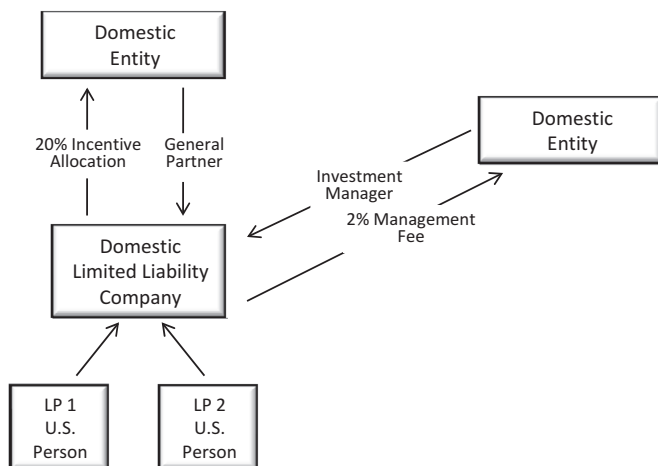 Domestic
Entity
20% Incentive
Allocation
General
Partner
Domestic
Entity
Investment
Manager
2% Management
Fee
Domestic
Limited Liability
Company
LP 1
U.S.
Person
LP 2
U.S.
Person